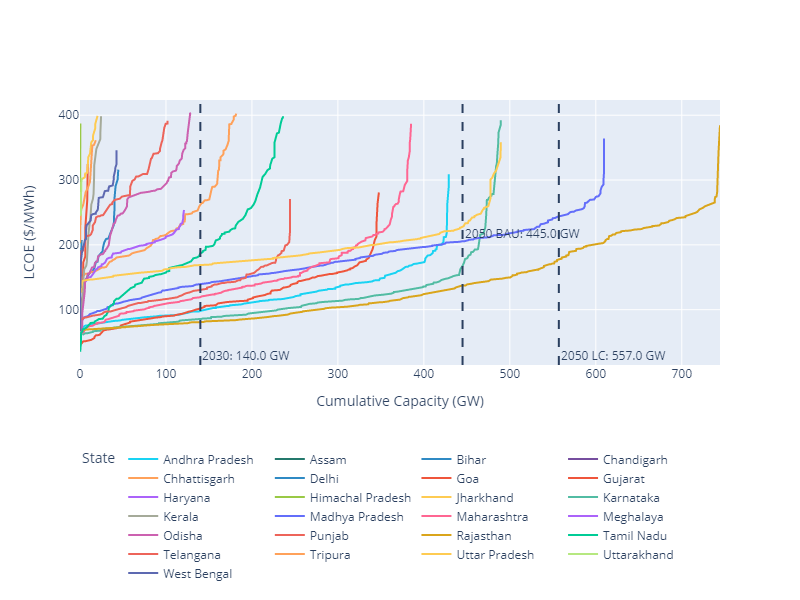 400
300
200
100
LCOE ($/MWh)
2050 BAU: 445.0 GW
2030: 140.0 GW
2050 LC: 557.0 GW
0 100 200 300 400 500 600 700
Cumulative Capacity (GW)
State
Andhra Pradesh Assam Bihar Chandigarh
Chhattisgarh Delhi Goa Gujarat
Haryana Himachal Pradesh Jharkhand Karnataka
Kerala Madhya Pradesh Maharashtra Meghalaya
Odisha Punjab Rajasthan Tamil Nadu
Telangana Tripura Uttar Pradesh Uttarakhand
West Bengal